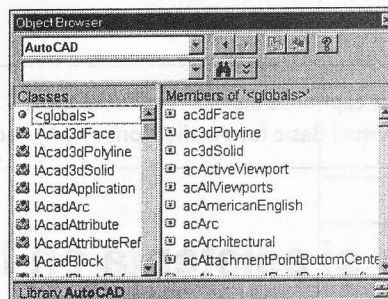 Object Browser
AutoCAD
Classes
Members of '<globals>'
<globals>
IAcad3dFace
IAcad3dPolyline
IAcad3dSolid
IAcadApplication
IAcadArc
IAcadAttribute
IAcadAttributeRef
IAcadBlock
ac3dFace
ac3dPolyline
ac3dSolid
acActiveViewport
acAllViewports
acAmericanEnglish
acArc
acArchitectural
acAttachmentPointBottomCente
Library AutoCAD